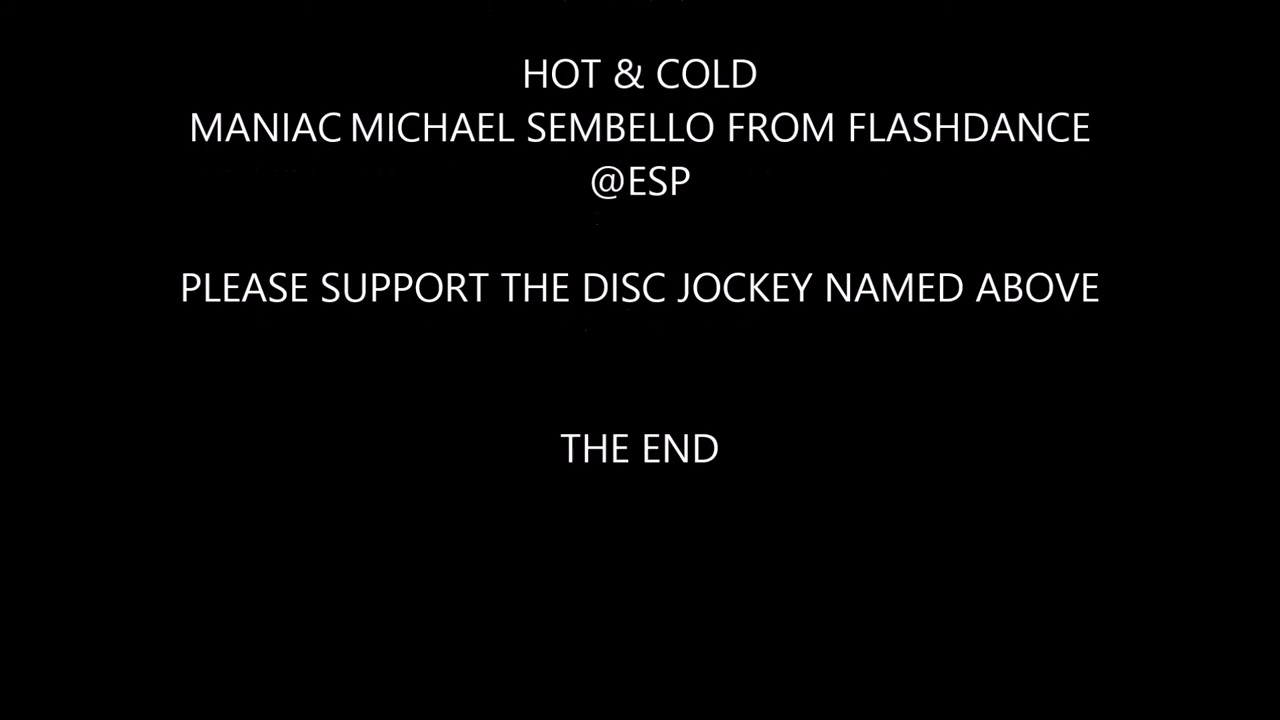 HOT & COLD
MANIAC MICHAEL SEMBELLO FROM FLASHDANCE
@ESP
PLEASE SUPPORT THE DISC JOCKEY NAMED ABOVE
THE END